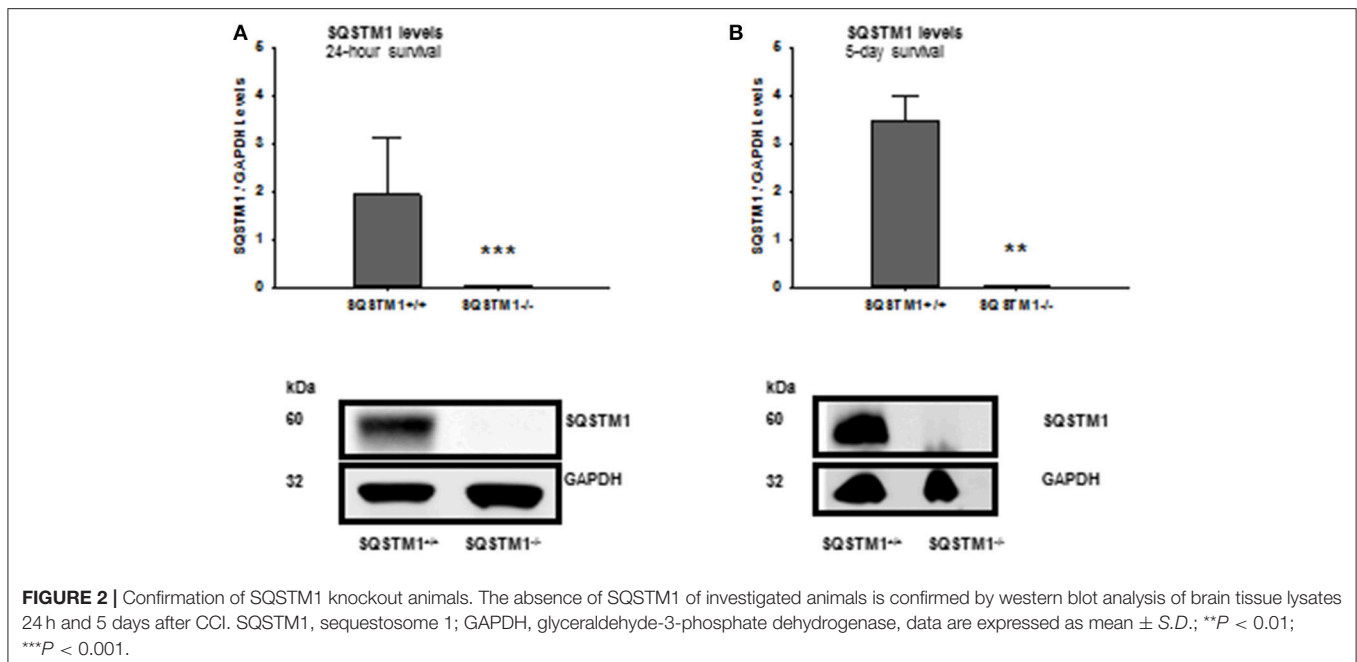 A
SQSTM1 levels
24-hour survival
5
4
3
2
1
0
SQSTM1 / GAPDH Levels
***
SQSTM1+/+ SQSTM1-/-
B
SQSTM1 levels
5-day survival
5
4
3
2
1
0
SQSTM1 / GAPDH Levels
**
SQSTM1+/+ SQSTM1-/-
kDa
60 SQSTM1
32 GAPDH
SQSTM1+/+ SQSTM1-/-
kDa
60 SQSTM1
32 GAPDH
SQSTM1+/+ SQSTM1-/-
FIGURE 2 | Confirmation of SQSTM1 knockout animals. The absence of SQSTM1 of investigated animals is confirmed by western blot analysis of brain tissue lysates
24 h and 5 days after CCI. SQSTM1, sequestosome 1; GAPDH, glyceraldehyde-3-phosphate dehydrogenase, data are expressed as mean ± S.D.; **P < 0.01;
***P < 0.001.